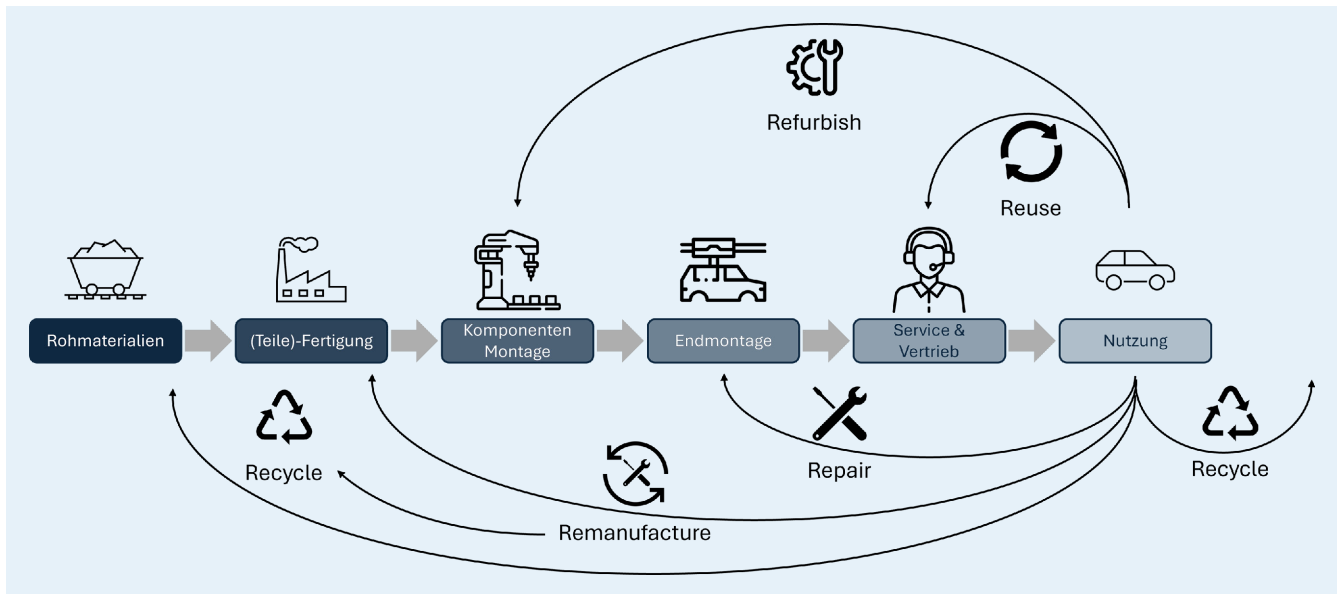 Refurbish
Reuse
Rohmaterialien
(Teile)-Fertigung
Komponenten
Montage
Endmontage
Service &
Vertrieb
Nutzung
Recycle
Remanufacture
Repair
Recycle